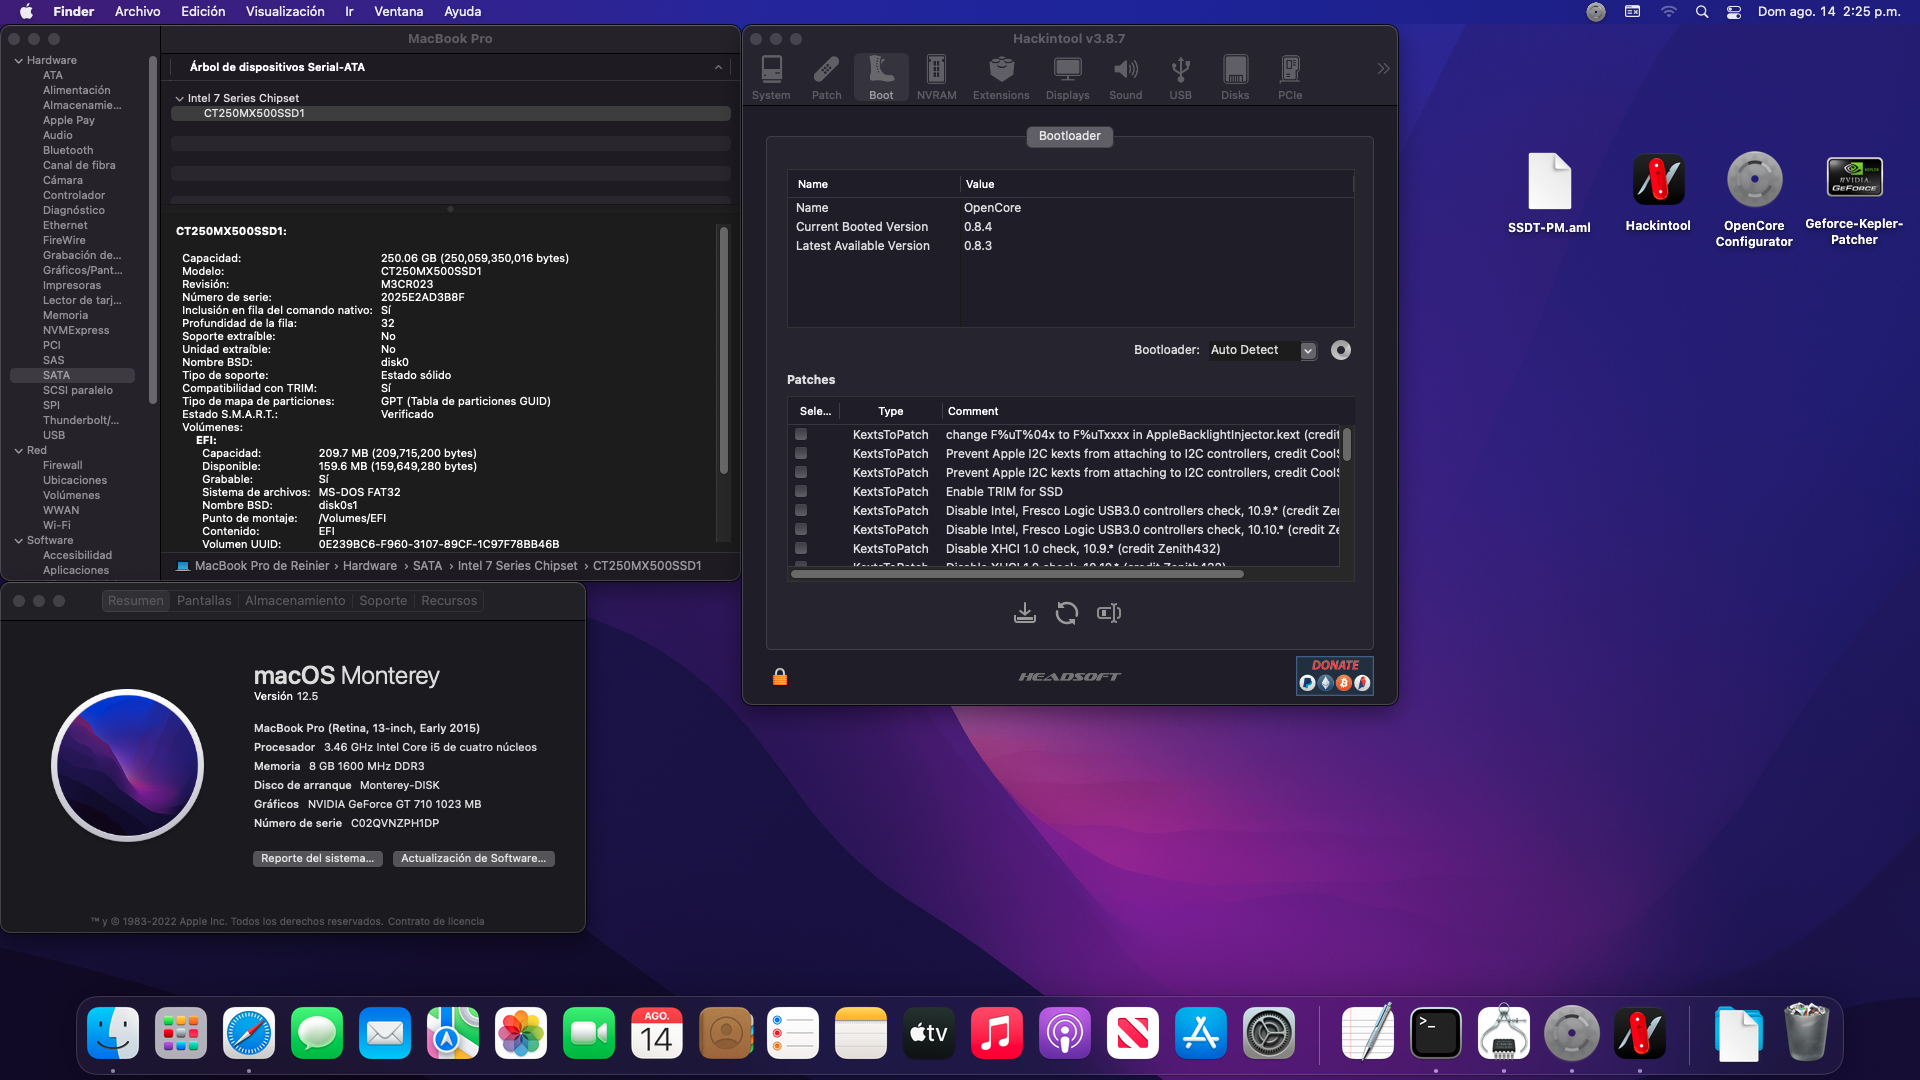 Finder Archivo Edición Visualización Ir Ventana Ayuda
Dom ago. 14 2:25 p.m.
MacBook Pro
Hardware
ATA
Alimentación
Almacenamie...
Apple Pay
Audio
Bluetooth
Canal de fibra
Cámara
Controlador
Diagnóstico
Ethernet
FireWire
Grabación de...
Gráficos/Pant...
Impresoras
Lector de tarj...
Memoria
NVMExpress
PCI
SAS
SATA
SCSI paralelo
SPI
Thunderbolt/...
USB
Red
Firewall
Ubicaciones
Volúmenes
WWAN
Wi-Fi
Software
Accesibilidad
Aplicaciones
Árbol de dispositivos Serial-ATA
Intel 7 Series Chipset
CT250MX500SSD1
CT250MX500SSD1:
Capacidad: 250.06 GB (250,059,350,016 bytes)
Modelo: CT250MX500SSD1
Revisión: M3CR023
Número de serie: 2025E2AD3B8F
Inclusión en fila del comando nativo: Sí
Profundidad de la fila: 32
Soporte extraíble: No
Unidad extraíble: No
Nombre BSD: disk0
Tipo de soporte: Estado sólido
Compatibilidad con TRIM: Sí
Tipo de mapa de particiones: GPT (Tabla de particiones GUID)
Estado S.M.A.R.T.: Verificado
Volúmenes:
EFI:
Capacidad: 209.7 MB (209,715,200 bytes)
Disponible: 159.6 MB (159,649,280 bytes)
Grabable: Sí
Sistema de archivos: MS-DOS FAT32
Nombre BSD: disk0s1
Punto de montaje: /Volumes/EFI
Contenido: EFI
Volumen UUID: 0E239BC6-F960-3107-89CF-1C97F78BB46B
MacBook Pro de Reinier › Hardware › SATA › Intel 7 Series Chipset › CT250MX500SSD1
Hackintool v3.8.7
System Patch Boot NVRAM Extensions Displays Sound USB Disks PCIe
Bootloader
Name Value
Name OpenCore
Current Booted Version 0.8.4
Latest Available Version 0.8.3
Bootloader: Auto Detect
Patches
Sele... Type Comment
KextsToPatch change F%uT%04x to F%uTxxxx in AppleBacklightInjector.kext (credit
KextsToPatch Prevent Apple I2C kexts from attaching to I2C controllers, credit CoolS
KextsToPatch Prevent Apple I2C kexts from attaching to I2C controllers, credit CoolS
KextsToPatch Enable TRIM for SSD
KextsToPatch Disable Intel, Fresco Logic USB3.0 controllers check, 10.9.* (credit Zer
KextsToPatch Disable Intel, Fresco Logic USB3.0 controllers check, 10.10.* (credit Ze
KextsToPatch Disable XHCI 1.0 check, 10.9.* (credit Zenith432)
KextsToPatch Disable XHCI 1.0 check, 10.10.* (credit Zenith432)
HEADSOFT
DONATE
SSDT-PM.aml
Hackintool
OpenCore
Configurator
NVIDIA
GEFORCE
Geforce-Kepler-
Patcher
Resumen Pantallas Almacenamiento Soporte Recursos
macOS Monterey
Versión 12.5
MacBook Pro (Retina, 13-inch, Early 2015)
Procesador 3.46 GHz Intel Core i5 de cuatro núcleos
Memoria 8 GB 1600 MHz DDR3
Disco de arranque Monterey-DISK
Gráficos NVIDIA GeForce GT 710 1023 MB
Número de serie C02QVNZPH1DP
Reporte del sistema... Actualización de Software...
™ y © 1983-2022 Apple Inc. Todos los derechos reservados. Contrato de licencia
AGO.
14
tv
>_